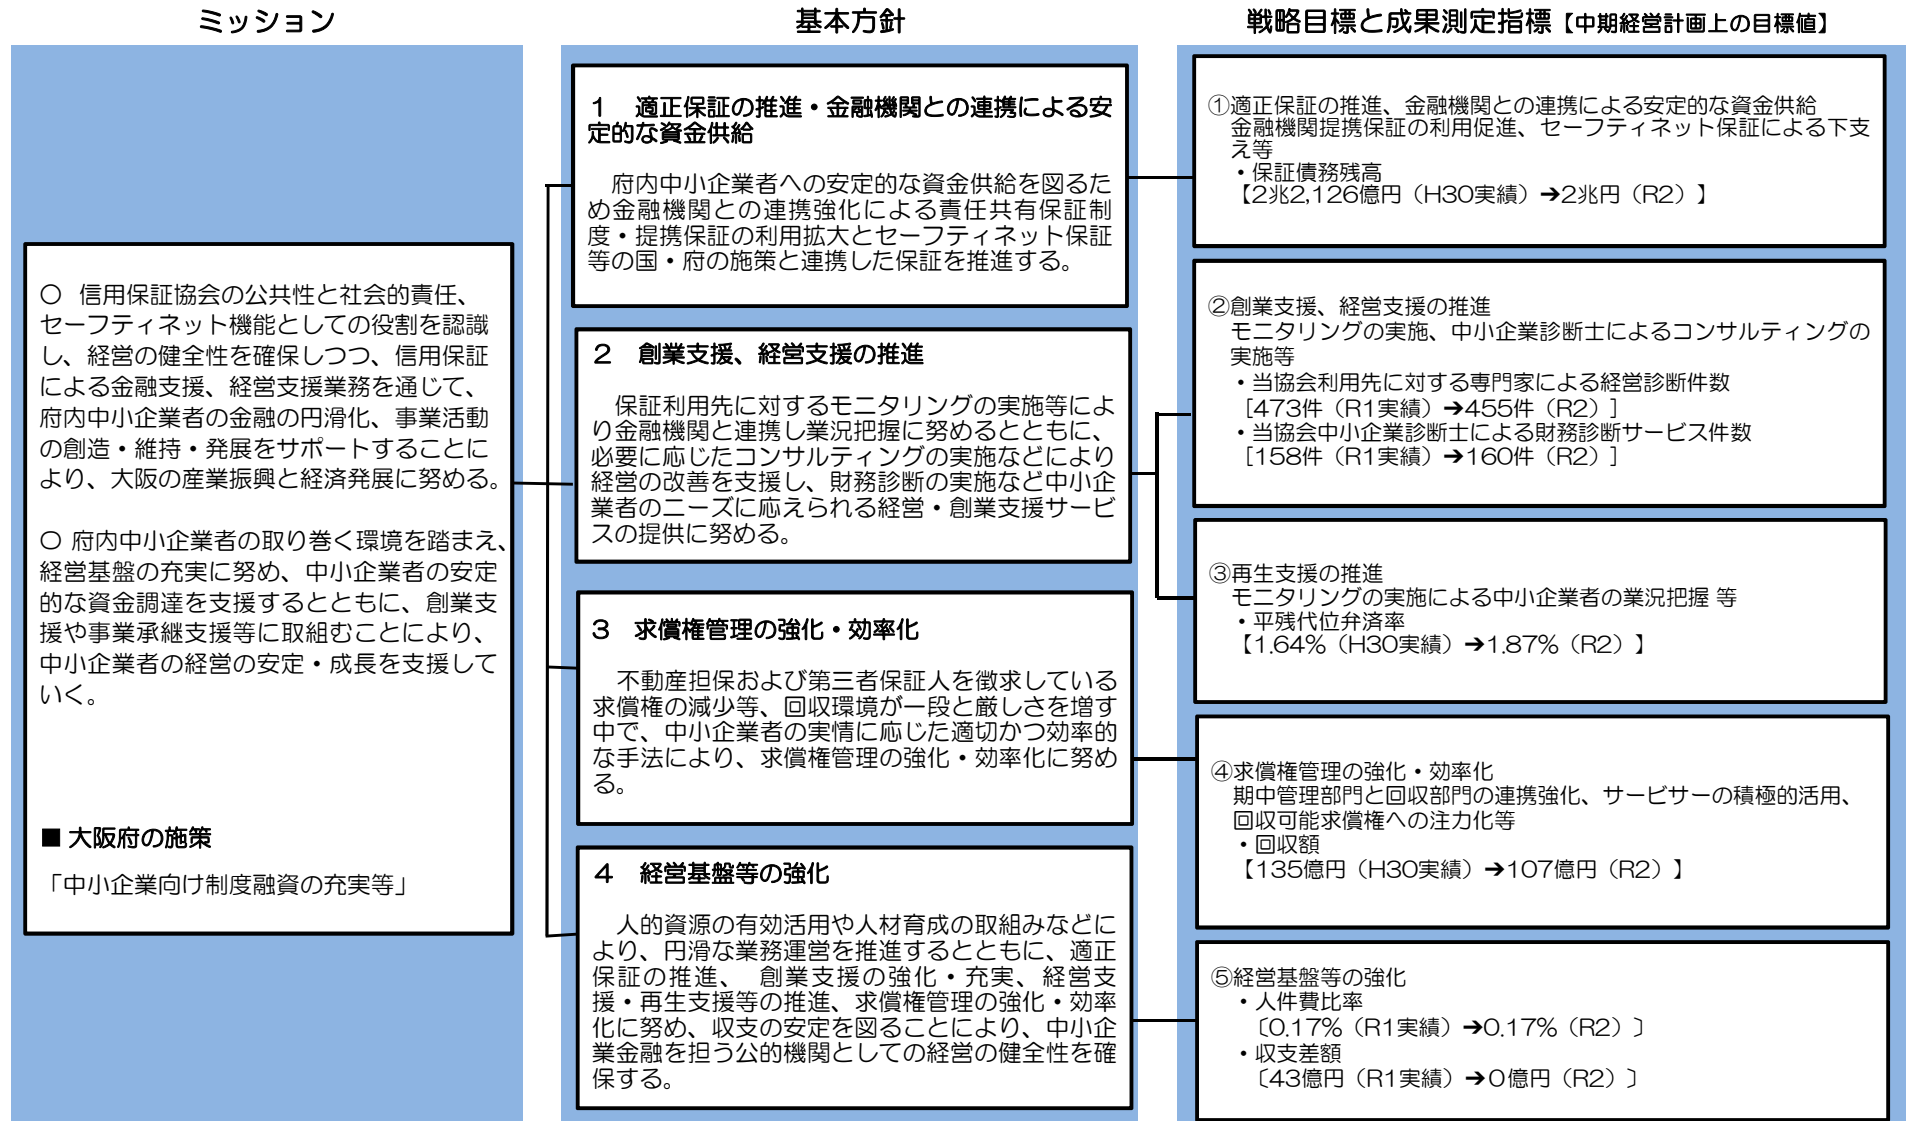 ミッション
○ 信用保証協会の公共性と社会的責任、
セーフティネット機能としての役割を認識
し、経営の健全性を確保しつつ、信用保証
による金融支援、経営支援業務を通じて、
府内中小企業者の金融の円滑化、事業活動
の創造・維持・発展をサポートすることに
より、大阪の産業振興と経済発展に努める。
○ 府内中小企業者の取り巻く環境を踏まえ、
経営基盤の充実に努め、中小企業者の安定
的な資金調達を支援するとともに、創業支
援や事業承継支援等に取組むことにより、
中小企業者の経営の安定・成長を支援して
いく。
■ 大阪府の施策
「中小企業向け制度融資の充実等」
基本方針
1 適正保証の推進・金融機関との連携による安
定的な資金供給
府内中小企業者への安定的な資金供給を図るた
め金融機関との連携強化による責任共有保証制
度・提携保証の利用拡大とセーフティネット保証
等の国・府の施策と連携した保証を推進する。
2 創業支援、経営支援の推進
保証利用先に対するモニタリングの実施等によ
り金融機関と連携し業況把握に努めるとともに、
必要に応じたコンサルティングの実施などにより
経営の改善を支援し、財務診断の実施など中小企
業者のニーズに応えられる経営・創業支援サービ
スの提供に努める。
3 求償権管理の強化・効率化
不動産担保および第三者保証人を徴求している
求償権の減少等、回収環境が一段と厳しさを増す
中で、中小企業者の実情に応じた適切かつ効率的
な手法により、求償権管理の強化・効率化に努め
る。
4 経営基盤等の強化
人的資源の有効活用や人材育成の取組みなどに
より、円滑な業務運営を推進するとともに、適正
保証の推進、 創業支援の強化・充実、経営支
援・再生支援等の推進、求償権管理の強化・効率
化に努め、収支の安定を図ることにより、中小企
業金融を担う公的機関としての経営の健全性を確
保する。
戦略目標と成果測定指標【中期経営計画上の目標値】
①適正保証の推進、金融機関との連携による安定的な資金供給
金融機関提携保証の利用促進、セーフティネット保証による下支
え等
・保証債務残高
【2兆2,126億円（H30実績）➔2兆円（R2）】
②創業支援、経営支援の推進
モニタリングの実施、中小企業診断士によるコンサルティングの
実施等
・当協会利用先に対する専門家による経営診断件数
［473件（R1実績）➔455件（R2）］
・当協会中小企業診断士による財務診断サービス件数
［158件（R1実績）➔160件（R2）］
③再生支援の推進
モニタリングの実施による中小企業者の業況把握 等
・平残代位弁済率
【1.64%（H30実績）➔1.87%（R2）】
④求償権管理の強化・効率化
期中管理部門と回収部門の連携強化、サービサーの積極的活用、
回収可能求償権への注力化等
・回収額
【135億円（H30実績）➔107億円（R2）】
⑤経営基盤等の強化
・人件費比率
〔0.17%（R1実績）➔0.17%（R2）〕
・収支差額
〔43億円（R1実績）➔0億円（R2）〕